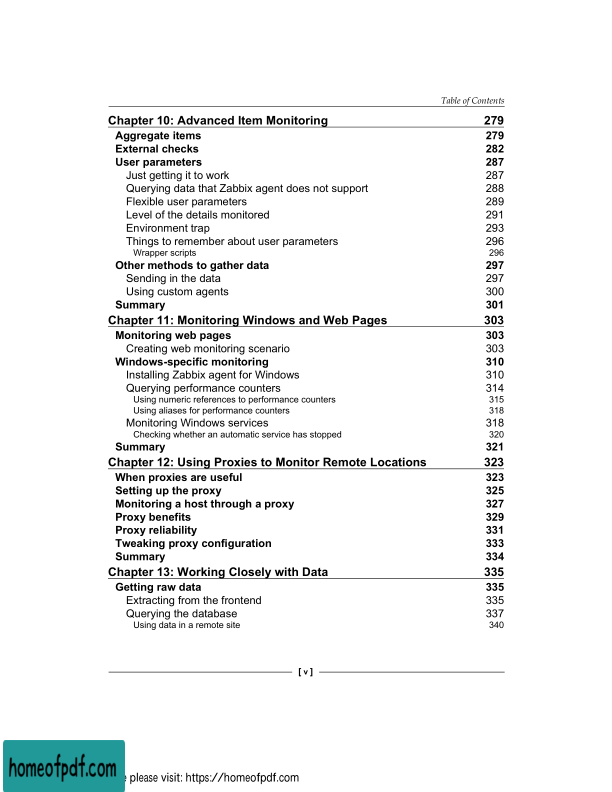 Table of Contents
Chapter 10: Advanced Item Monitoring 279
Aggregate items 279
External checks 282
User parameters 287
Just getting it to work 287
Querying data that Zabbix agent does not support 288
Flexible user parameters 289
Level of the details monitored 291
Environment trap 293
Things to remember about user parameters 296
Wrapper scripts 296
Other methods to gather data 297
Sending in the data 297
Using custom agents 300
Summary 301
Chapter 11: Monitoring Windows and Web Pages 303
Monitoring web pages 303
Creating web monitoring scenario 303
Windows-specific monitoring 310
Installing Zabbix agent for Windows 310
Querying performance counters 314
Using numeric references to performance counters 315
Using aliases for performance counters 318
Monitoring Windows services 318
Checking whether an automatic service has stopped 320
Summary 321
Chapter 12: Using Proxies to Monitor Remote Locations 323
When proxies are useful 323
Setting up the proxy 325
Monitoring a host through a proxy 327
Proxy benefits 329
Proxy reliability 331
Tweaking proxy configuration 333
Summary 334
Chapter 13: Working Closely with Data 335
Getting raw data 335
Extracting from the frontend 335
Querying the database 337
Using data in a remote site 340
[ v ]
homeofpdf.com
please visit: https://homeofpdf.com